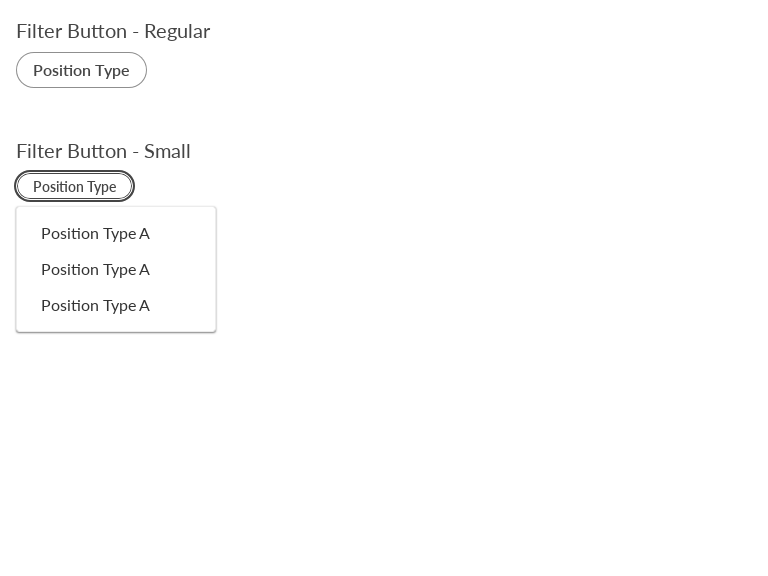 Filter Button - Regular
Position Type
Filter Button - Small
Position Type
Position Type A
Position Type A
Position Type A